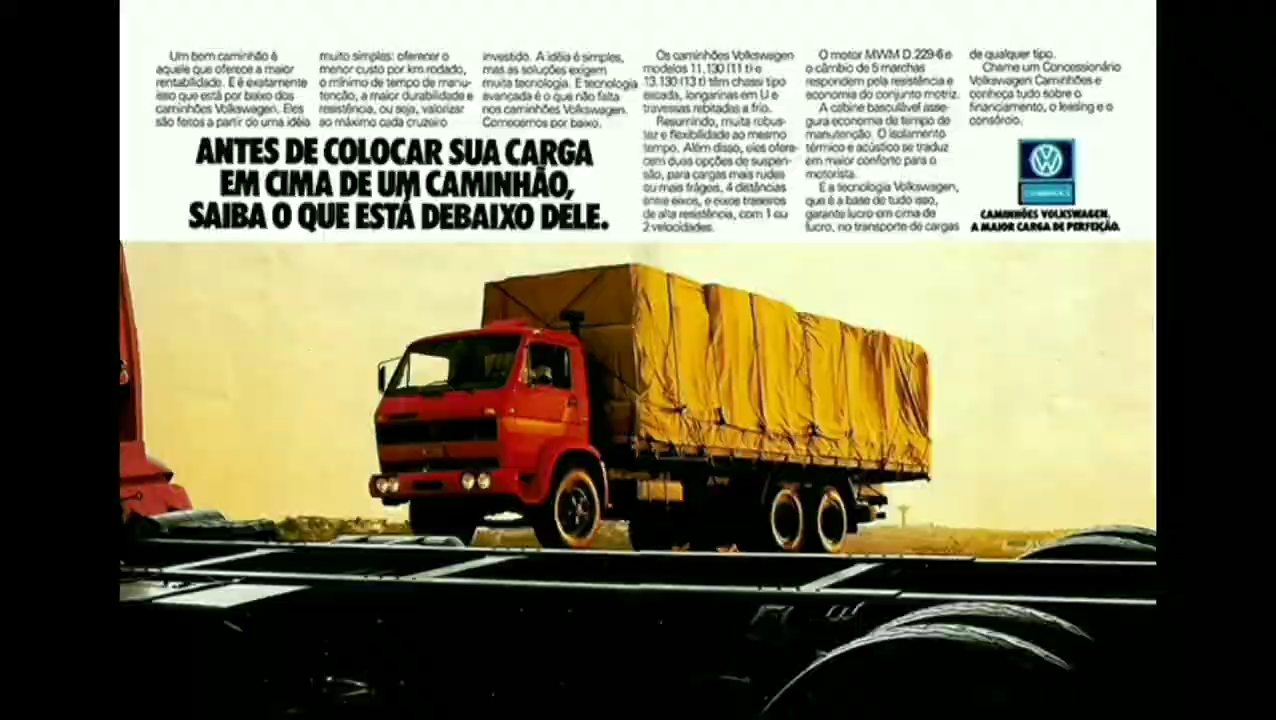 Um bom caminhão é
aquele que oferece a maior
rentabilidade. E é exatamente
isso que está por baixo dos
caminhões Volkswagen. Eles
são feitos a partir de uma idéia
muito simples: oferecer o
menor custo por km rodado,
o mínimo de tempo de manu-
tenção, a maior durabilidade e
resistência, ou seja, valorizar
ao máximo cada cruzeiro
investido. A idéia é simples,
mas as soluções exigem
muita tecnologia. E tecnologia
avançada é o que não falta
nos caminhões Volkswagen.
Comecemos por baixo.
ANTES DE COLOCAR SUA CARGA
EM CIMA DE UM CAMINHÃO,
SAIBA O QUE ESTÁ DEBAIXO DELE.
Os caminhões Volkswagen
modelos 11.130 (11 t) e
13.130 (13 t) têm chassi tipo
escada, longarinas em U e
travessas rebitadas a frio.
Resumindo, muita robus-
tez e flexibilidade ao mesmo
tempo. Além disso, eles ofere-
cem duas opções de suspen-
são, para cargas mais rudes
ou mais frágeis, 4 distâncias
entre eixos, e eixos traseiros
de alta resistência, com 1 ou
2 velocidades.
O motor MWM D.229-6 e
o câmbio de 5 marchas
respondem pela resistência e
economia do conjunto motriz.
A cabine basculável asse-
gura economia de tempo de
manutenção. O isolamento
térmico e acústico se traduz
em maior conforto para o
motorista.
E a tecnologia Volkswagen,
que é a base de tudo isso,
garante lucro em cima de
lucro, no transporte de cargas
de qualquer tipo.
Chame um Concessionário
Volkswagen Caminhões e
conheça tudo sobre o
financiamento, o leasing e o
consórcio.
CAMINHÕES VOLKSWAGEN.
A MAIOR CARGA DE PERFEIÇÃO.